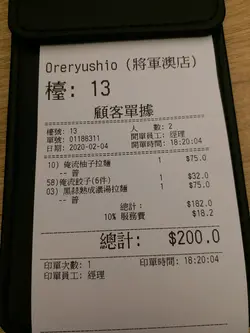 Oreryushio (將軍澳店)
檯: 13
顧客單據
檯號: 13 人 數: 2
單號: 01188311 開單員工: 經理
日期: 2020-02-04 開單時間: 18:20:04
10) 俺流柚子拉麵 1 $75.0
-- 普
58) 俺流餃子(6件) 1 $32.0
03) 黑蒜熟成濃湯拉麵 1 $75.0
-- 普
總計: $182.0
10% 服務費 $18.2
總計: $200.0
印單次數: 1 印單時間: 18:20:04
印單員工: 經理